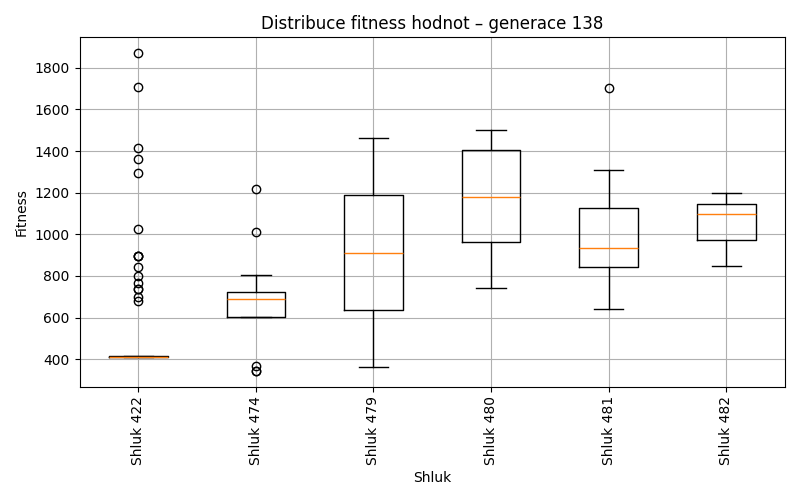 Distribuce fitness hodnot – generace 138
Fitness
1800
1600
1400
1200
1000
800
600
400
Shluk 422
Shluk 474
Shluk 479
Shluk 480
Shluk 481
Shluk 482
Shluk